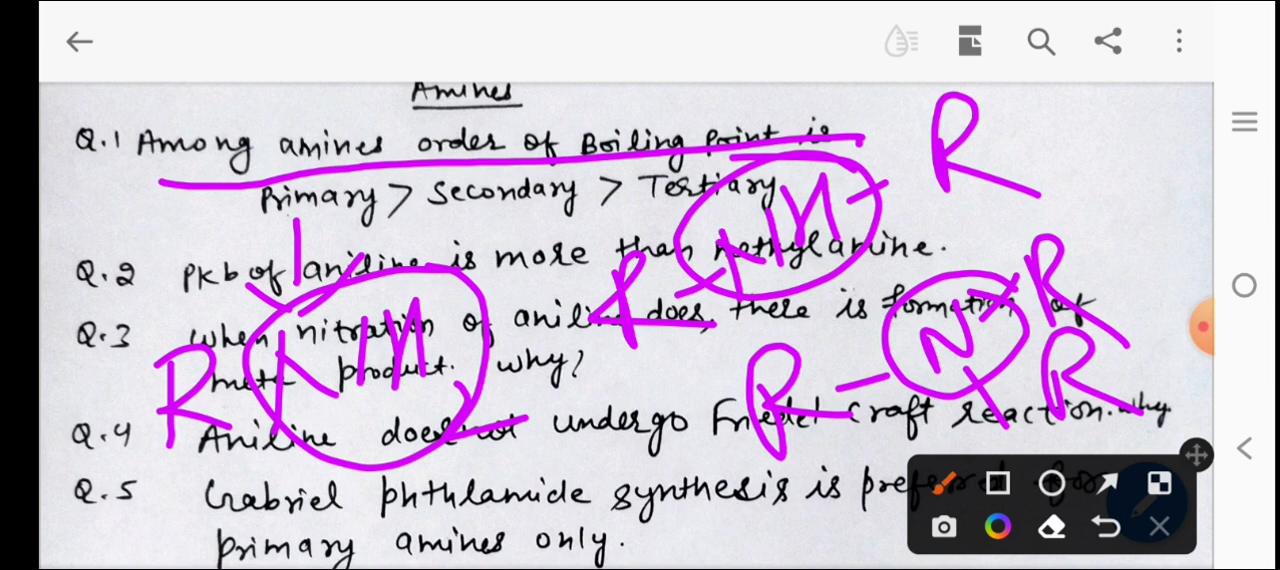 Amines
Q.1 Among amines order of Boiling Point is
Primary > Secondary > Tertiary
Q.2 PKb of aniline is more than methylamine.
Q.3 when nitration of aniline does, there is formation of
meta product. why?
Q.4 Aniline does not undergo Friedel Craft reaction. why
Q.5 Gabriel phthlamide synthesis is preferred for
primary amines only.
R
R
R
R
N
R
R